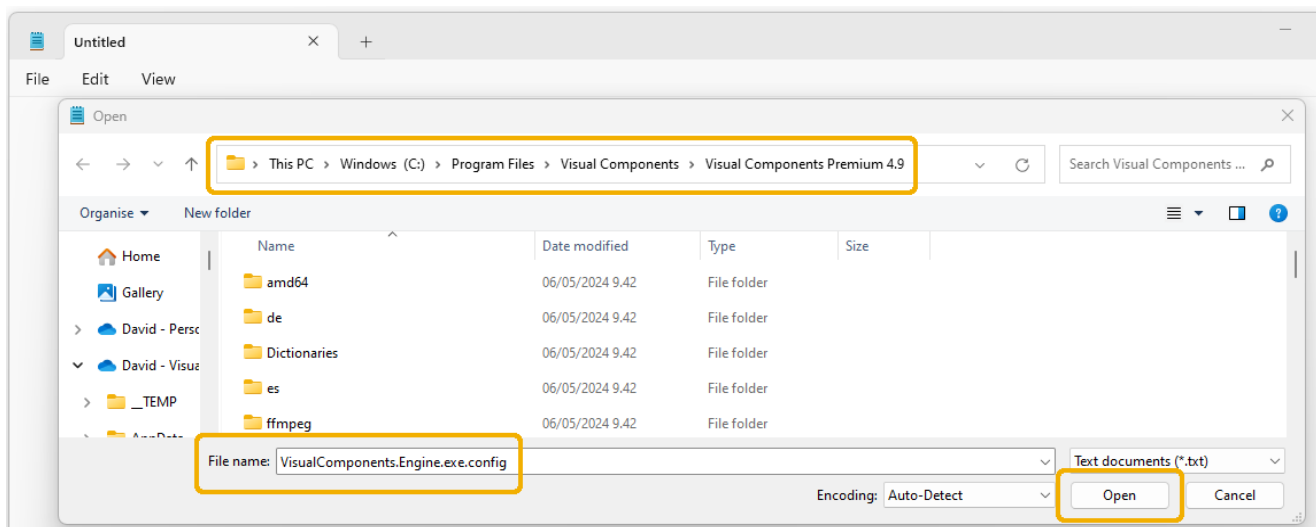 Untitled
File Edit View
Open
This PC > Windows (C:) > Program Files > Visual Components > Visual Components Premium 4.9
Search Visual Components ...
Organise New folder
Name Date modified Type Size
Home
Gallery
David - Perso
David - Visua
__TEMP
amd64 06/05/2024 9.42 File folder
de 06/05/2024 9.42 File folder
Dictionaries 06/05/2024 9.42 File folder
es 06/05/2024 9.42 File folder
ffmpeg 06/05/2024 9.42 File folder
File name: VisualComponents.Engine.exe.config
Text documents (*.txt)
Encoding: Auto-Detect
Open Cancel